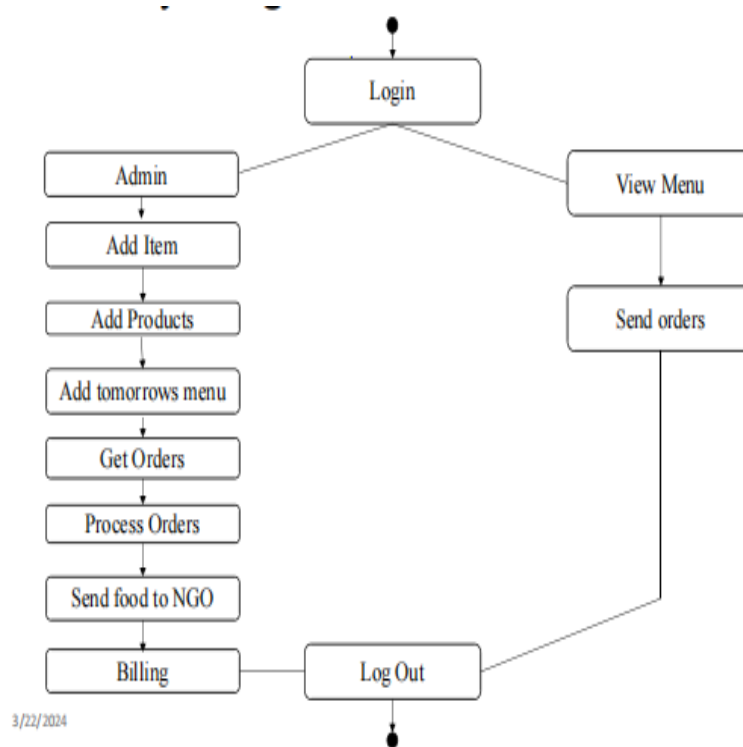 Login
Admin
View Menu
Add Item
Add Products
Send orders
Add tomorrows menu
Get Orders
Process Orders
Send food to NGO
Billing
Log Out
3/22/2024